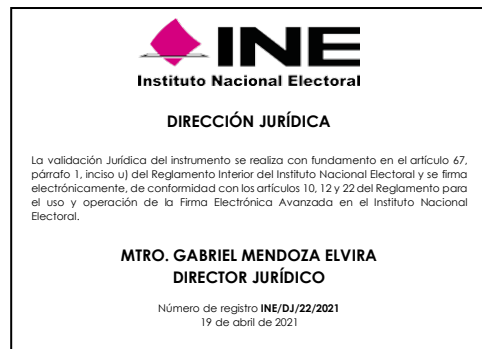 INE
Instituto Nacional Electoral
DIRECCIÓN JURÍDICA
La validación Jurídica del instrumento se realiza con fundamento en el artículo 67,
párrafo 1, inciso u) del Reglamento Interior del Instituto Nacional Electoral y se firma
electrónicamente, de conformidad con los artículos 10, 12 y 22 del Reglamento para
el uso y operación de la Firma Electrónica Avanzada en el Instituto Nacional
Electoral.
MTRO. GABRIEL MENDOZA ELVIRA
DIRECTOR JURÍDICO
Número de registro INE/DJ/22/2021
19 de abril de 2021